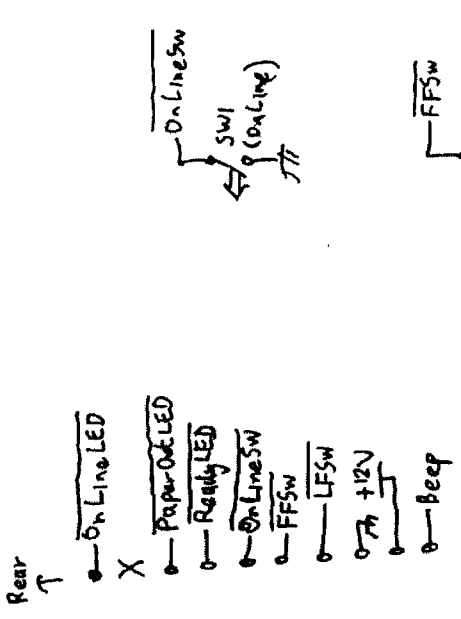 Rear
OnLineLED
X
PaperOutLED
ReadyLED
OnLineSW
FFSW
LFSW
+12V
Beep
OnLineSW
SW1
(OnLine)
FFSW